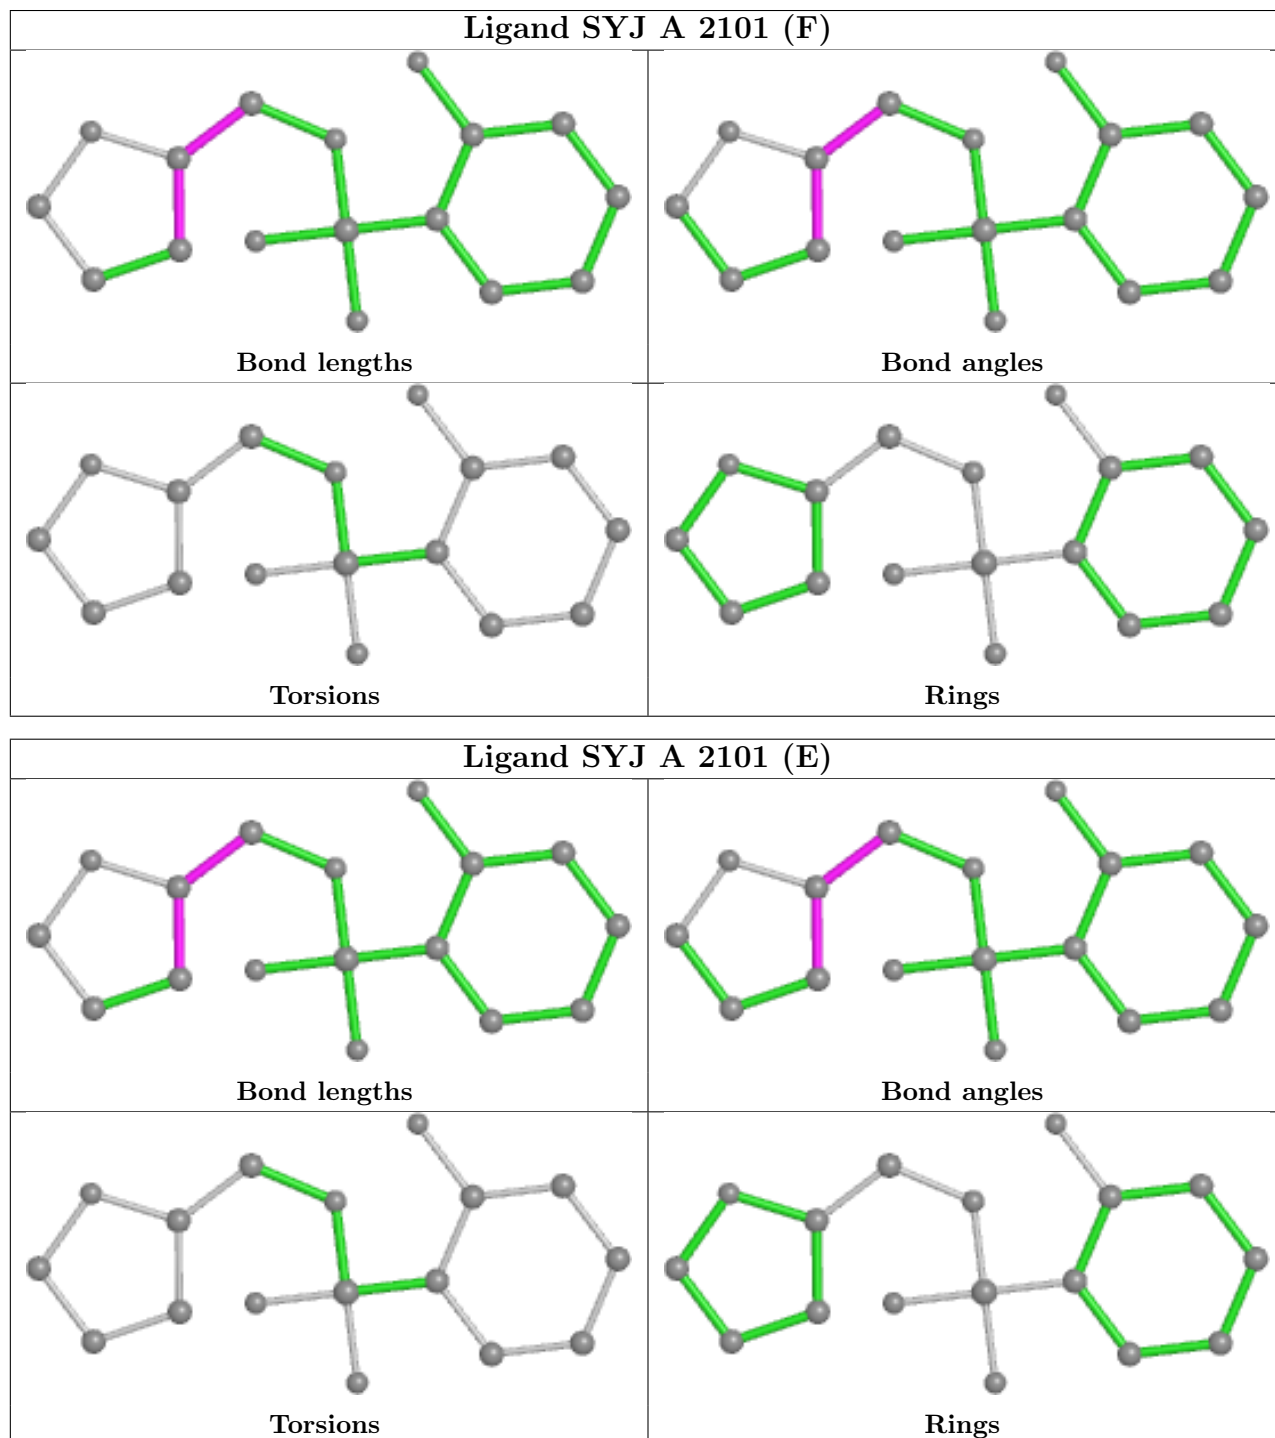 Ligand SYJ A 2101 (F)
Bond lengths
Bond angles
Torsions
Rings
Ligand SYJ A 2101 (E)
Bond lengths
Bond angles
Torsions
Rings